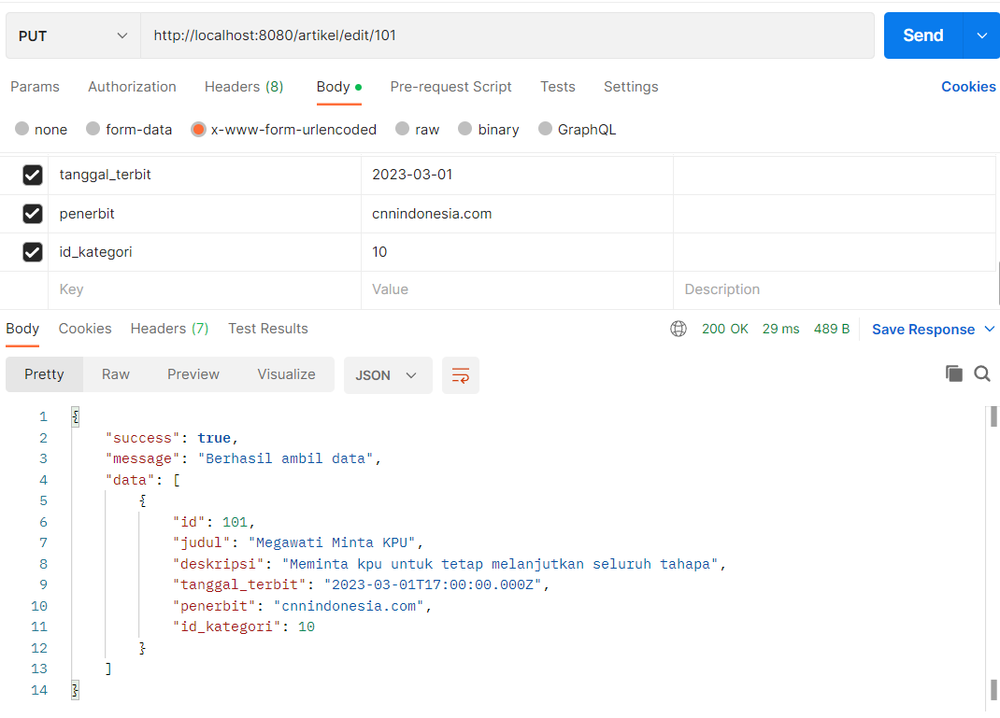 PUT http://localhost:8080/artikel/edit/101 Send
Params Authorization Headers (8) Body Pre-request Script Tests Settings Cookies
none form-data x-www-form-urlencoded raw binary GraphQL
tanggal_terbit 2023-03-01
penerbit cnnindonesia.com
id_kategori 10
Key Value Description
Body Cookies Headers (7) Test Results 200 OK 29 ms 489 B Save Response
Pretty Raw Preview Visualize JSON
1 {
2 "success": true,
3 "message": "Berhasil ambil data",
4 "data": [
5 {
6 "id": 101,
7 "judul": "Megawati Minta KPU",
8 "deskripsi": "Meminta kpu untuk tetap melanjutkan seluruh tahapa",
9 "tanggal_terbit": "2023-03-01T17:00:00.000Z",
10 "penerbit": "cnnindonesia.com",
11 "id_kategori": 10
12 }
13 ]
14 }